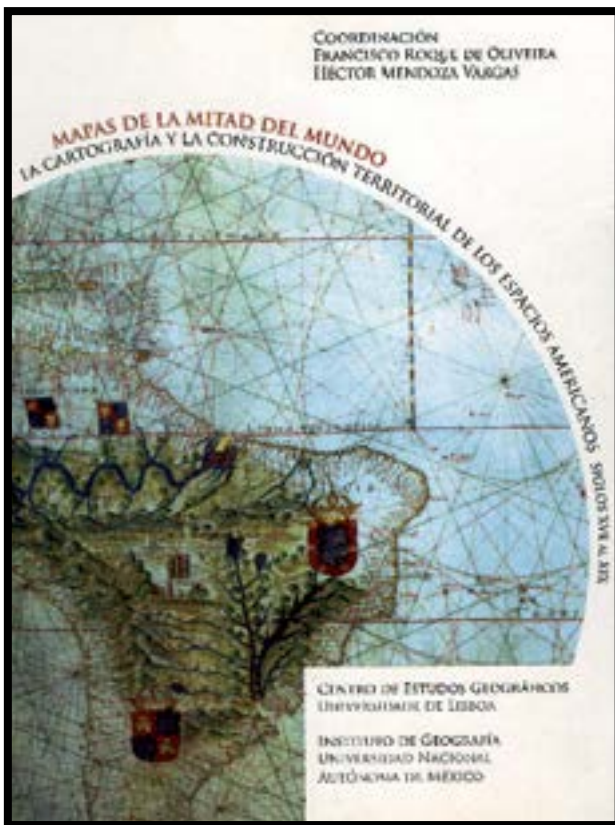 COORDINACIÓN
FRANCISCO ROQUE DE OLIVEIRA
HÉCTOR MENDOZA VARGAS
MAPAS DE LA MITAD DEL MUNDO
LA CARTOGRAFÍA Y LA CONSTRUCCIÓN TERRITORIAL DE LOS ESPACIOS AMERICANOS SIGLOS XVI AL XIX
CENTRO DE ESTUDOS GEOGRÁFICOS
UNIVERSIDADE DE LISBOA
INSTITUTO DE GEOGRAFÍA
UNIVERSIDAD NACIONAL
AUTÓNOMA DE MÉXICO